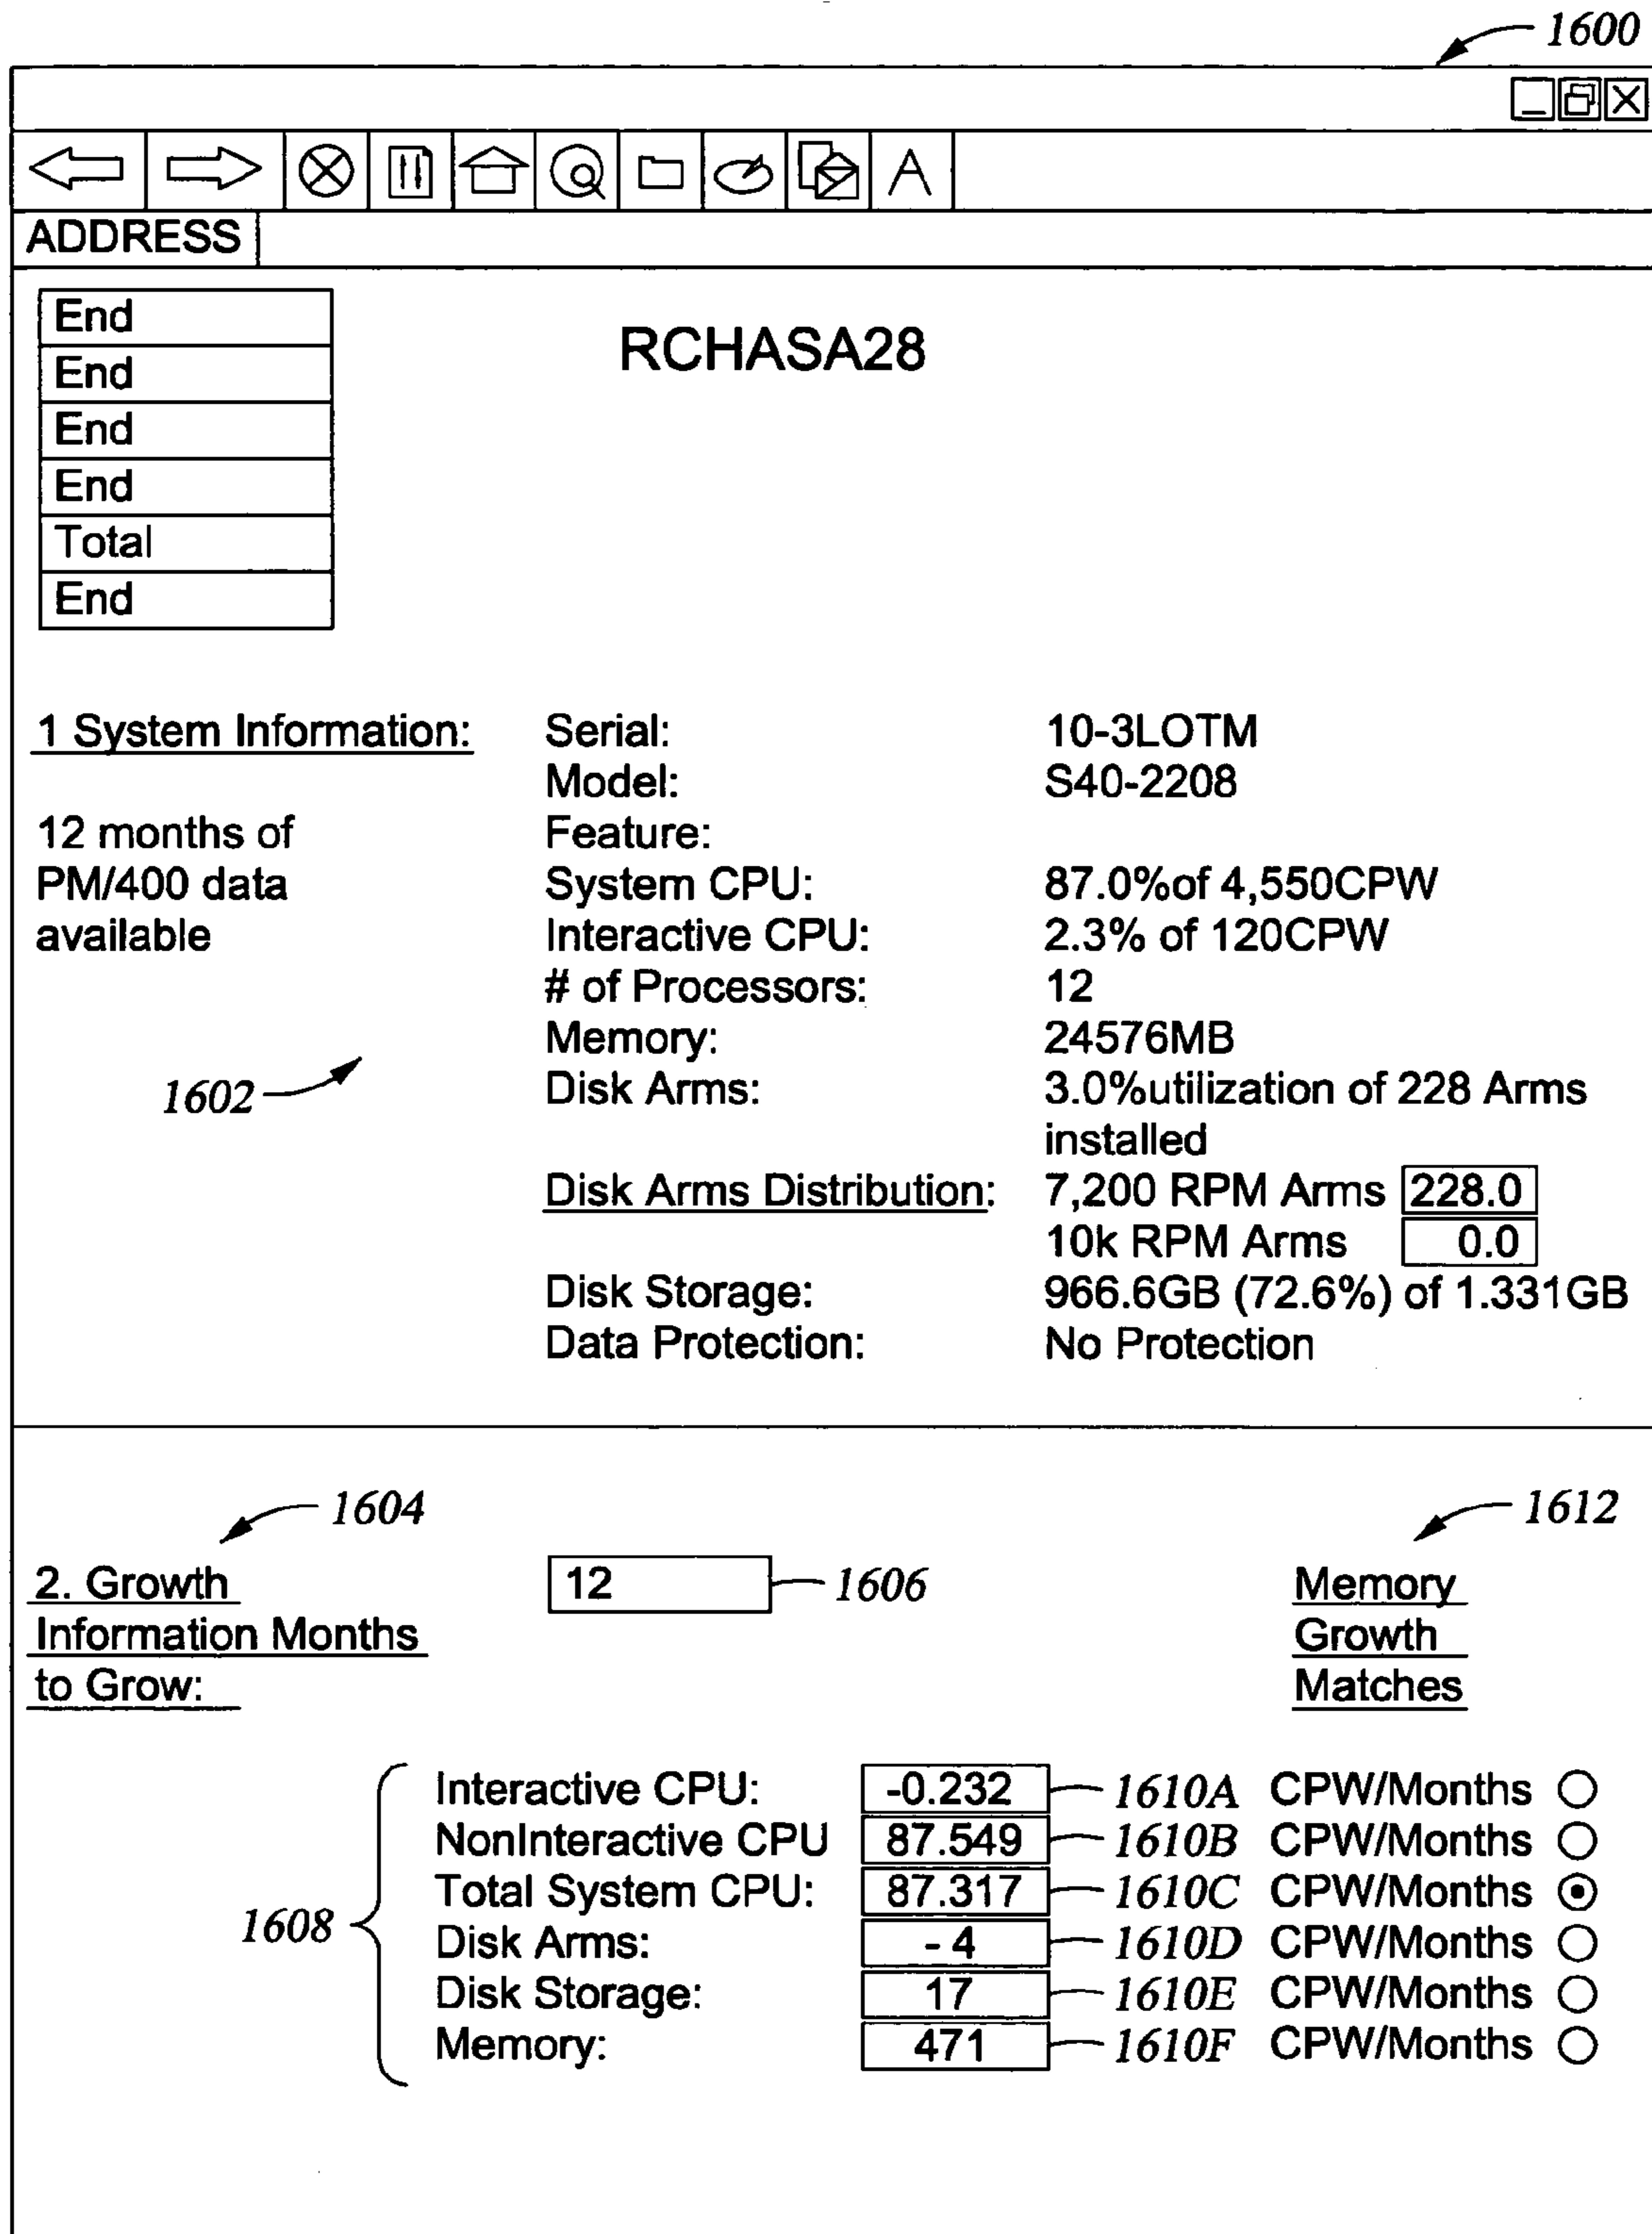 1600
ADDRESS
End
End
End
End
Total
End
RCHASA28
1 System Information:
12 months of
PM/400 data
available
1602
Serial: 10-3LOTM
Model: S40-2208
Feature:
System CPU: 87.0%of 4,550CPW
Interactive CPU: 2.3% of 120CPW
# of Processors: 12
Memory: 24576MB
Disk Arms: 3.0%utilization of 228 Arms
installed
Disk Arms Distribution: 7,200 RPM Arms 228.0
10k RPM Arms 0.0
Disk Storage: 966.6GB (72.6%) of 1.331GB
Data Protection: No Protection
1604
2. Growth
Information Months
to Grow:
12 1606
1612
Memory
Growth
Matches
1608
Interactive CPU: -0.232 1610A CPW/Months
NonInteractive CPU 87.549 1610B CPW/Months
Total System CPU: 87.317 1610C CPW/Months
Disk Arms: - 4 1610D CPW/Months
Disk Storage: 17 1610E CPW/Months
Memory: 471 1610F CPW/Months